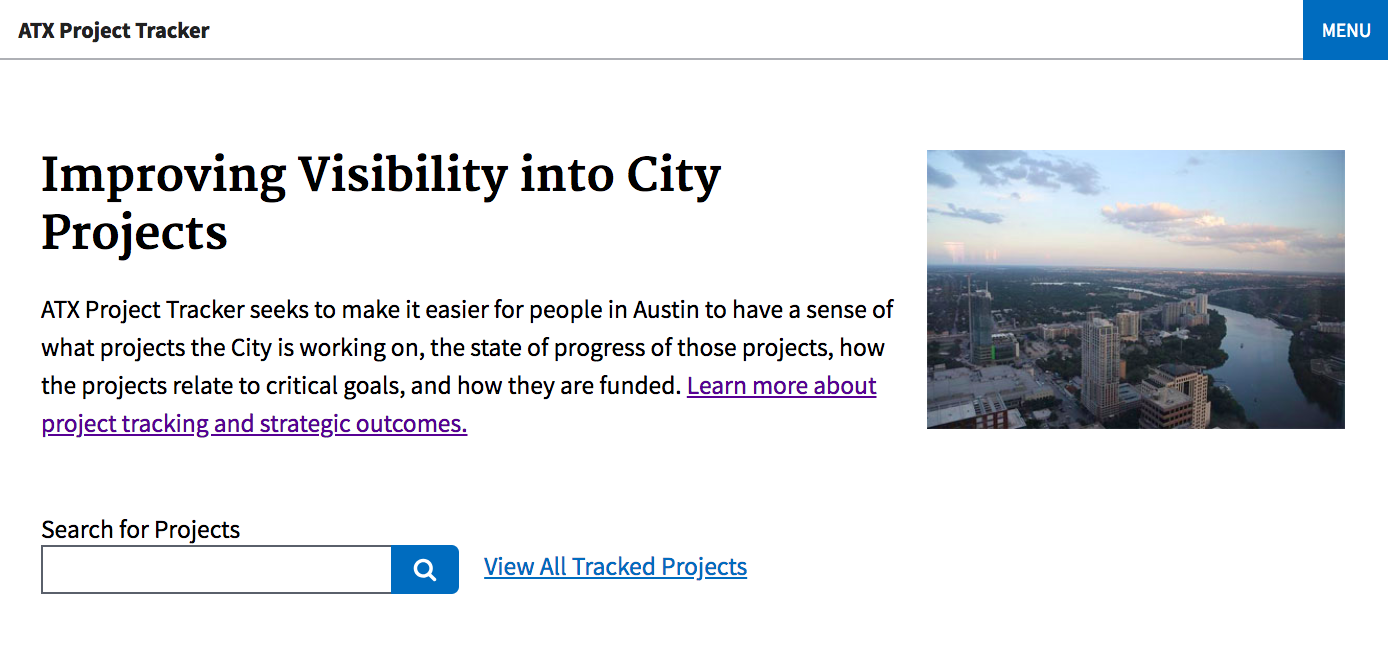 ATX Project Tracker
MENU
Improving Visibility into City
Projects
ATX Project Tracker seeks to make it easier for people in Austin to have a sense of
what projects the City is working on, the state of progress of those projects, how
the projects relate to critical goals, and how they are funded. Learn more about
project tracking and strategic outcomes.
Search for Projects
View All Tracked Projects